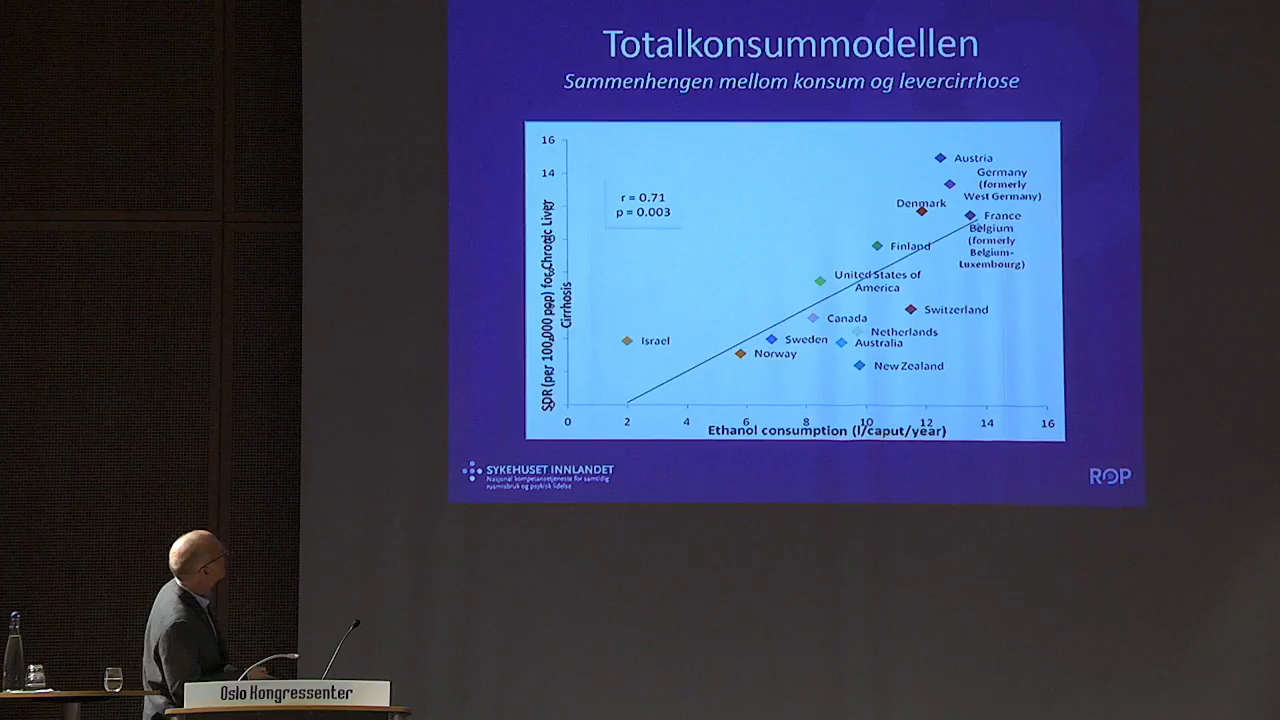 Totalkonsummodellen
Sammenhengen mellom konsum og levercirrhose
16
14
r = 0.71
p = 0.003
SDR (per 100,000 pop) for Chronic Liver
Cirrhosis
Austria
Germany
(formerly
West Germany)
Denmark
France
Belgium
(formerly
Belgium-
Luxembourg)
Finland
United States of
America
Switzerland
Canada
Netherlands
Israel
Sweden
Australia
Norway
New Zealand
0 2 4 6 8 10 12 14 16
Ethanol consumption (l/caput/year)
SYKEHUSET INNLANDET
Nasjonal kompetansetjeneste for samtidig
rusmisbruk og psykisk lidelse
ROP
Oslo Kongressenter